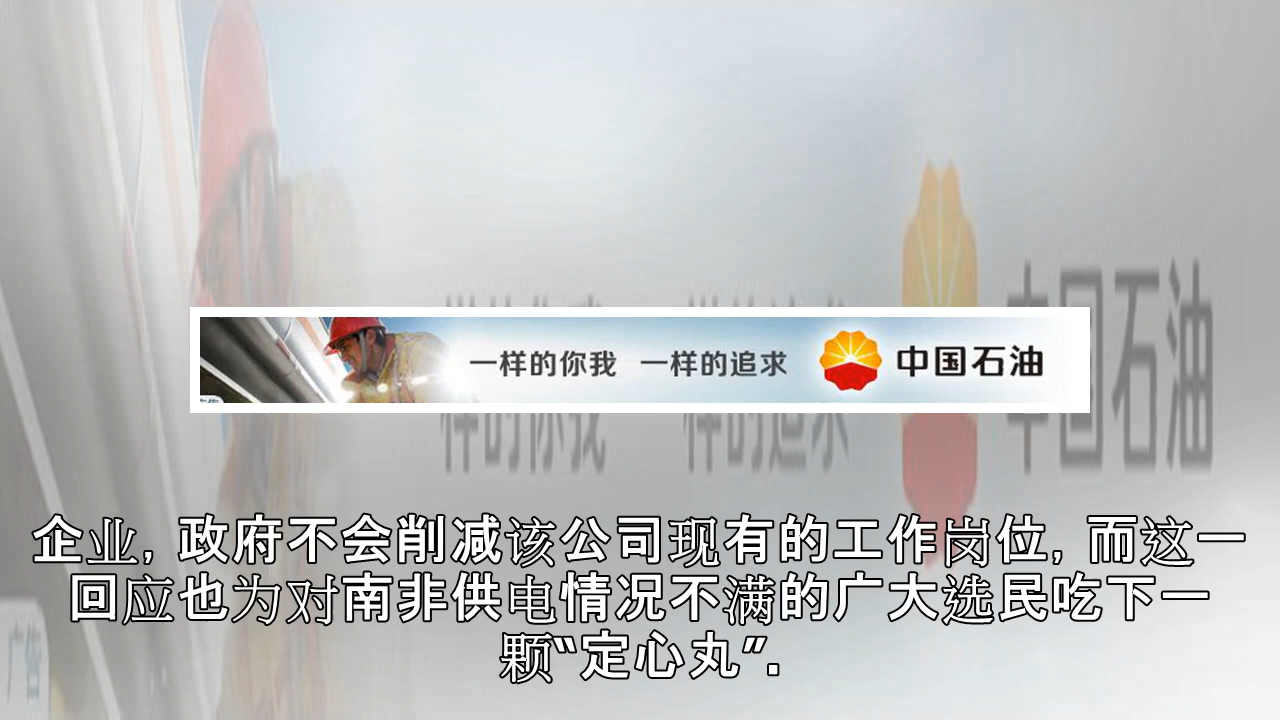 一样的你我 一样的追求 中国石油
企业, 政府不会削减该公司现有的工作岗位, 而这一
回应也为对南非供电情况不满的广大选民吃下一
颗“定心丸”.
广告